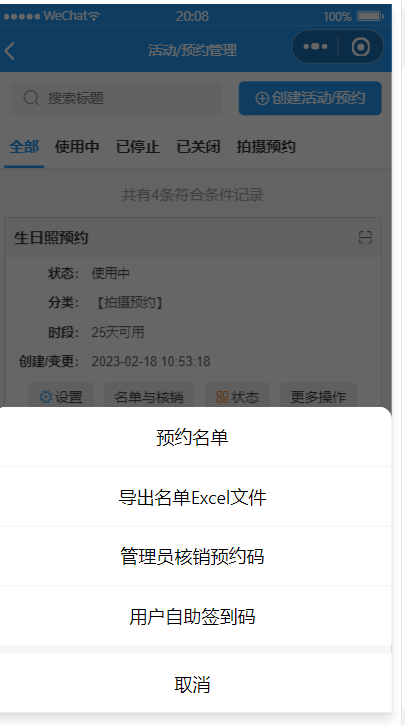 WeChat 20:08 100%
活动/预约管理
搜索标题 创建活动/预约
全部 使用中 已停止 已关闭 拍摄预约
共有4条符合条件记录
生日照预约
状态： 使用中
分类： 【拍摄预约】
时段： 25天可用
创建/变更： 2023-02-18 10:53:18
设置 名单与核销 状态 更多操作
预约名单
导出名单Excel文件
管理员核销预约码
用户自助签到码
取消